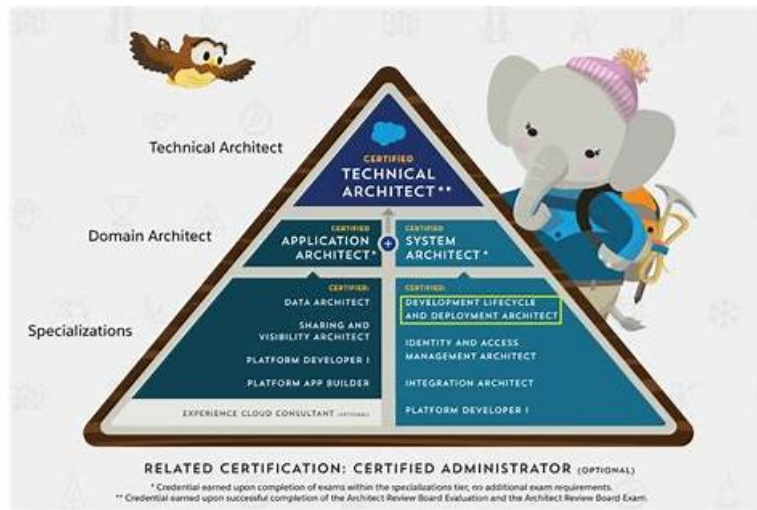 Technical Architect
CERTIFIED
TECHNICAL
ARCHITECT**
Domain Architect
CERTIFIED
APPLICATION
ARCHITECT*
+
CERTIFIED
SYSTEM
ARCHITECT*
Specializations
CERTIFIED:
DATA ARCHITECT
SHARING AND
VISIBILITY ARCHITECT
PLATFORM DEVELOPER I
PLATFORM APP BUILDER
EXPERIENCE CLOUD CONSULTANT (OPTIONAL)
CERTIFIED:
DEVELOPMENT LIFECYCLE
AND DEPLOYMENT ARCHITECT
IDENTITY AND ACCESS
MANAGEMENT ARCHITECT
INTEGRATION ARCHITECT
PLATFORM DEVELOPER I
RELATED CERTIFICATION: CERTIFIED ADMINISTRATOR (OPTIONAL)
* Credential earned upon completion of exams within the specializations tier, no additional exam requirements.
** Credential earned upon successful completion of the Architect Review Board Evaluation and the Architect Review Board Exam.